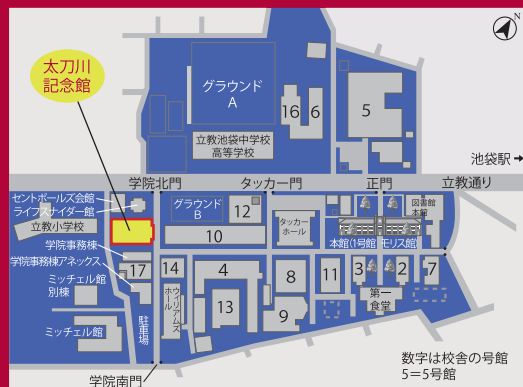 太刀川
記念館
グラウンド
A
16
6
5
立教池袋中学校
高等学校
池袋駅→
学院北門
タッカー門
正門
立教通り
セントポールズ会館
ライフスナイダー館
立教小学校
グラウンド
B
12
タッカー
ホール
図書館
本館
本館(1号館)
モリス館
10
学院事務棟
学院事務棟アネックス
17
14
4
8
11
3
2
7
ミッチェル館
別棟
13
9
第一
食堂
ウィリアムズ
ホール
駐車場
ミッチェル館
学院南門
数字は校舎の号館
5=5号館